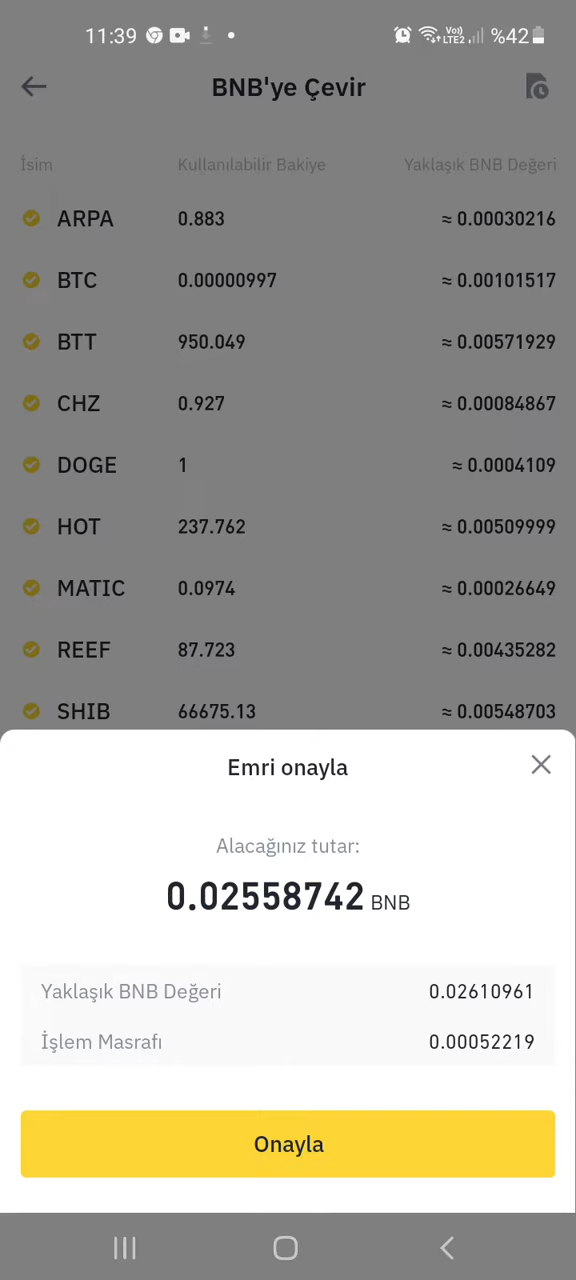 11:39 Vo)) LTE2 %42
BNB'ye Çevir
İsim Kullanılabilir Bakiye Yaklaşık BNB Değeri
ARPA 0.883 ≈ 0.00030216
BTC 0.00000997 ≈ 0.00101517
BTT 950.049 ≈ 0.00571929
CHZ 0.927 ≈ 0.00084867
DOGE 1 ≈ 0.0004109
HOT 237.762 ≈ 0.00509999
MATIC 0.0974 ≈ 0.00026649
REEF 87.723 ≈ 0.00435282
SHIB 66675.13 ≈ 0.00548703
Emri onayla
Alacağınız tutar:
0.02558742 BNB
Yaklaşık BNB Değeri 0.02610961
İşlem Masrafı 0.00052219
Onayla